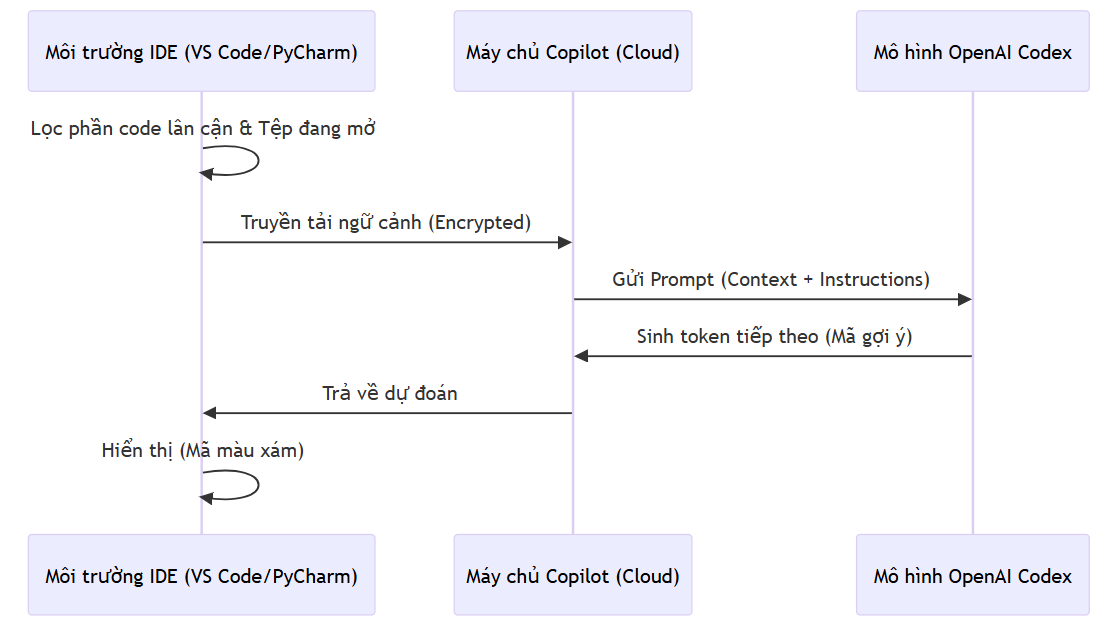 Môi trường IDE (VS Code/PyCharm)
Máy chủ Copilot (Cloud)
Mô hình OpenAI Codex
Lọc phần code lân cận & Tệp đang mở
Truyền tải ngữ cảnh (Encrypted)
Gửi Prompt (Context + Instructions)
Sinh token tiếp theo (Mã gợi ý)
Trả về dự đoán
Hiển thị (Mã màu xám)
Môi trường IDE (VS Code/PyCharm)
Máy chủ Copilot (Cloud)
Mô hình OpenAI Codex